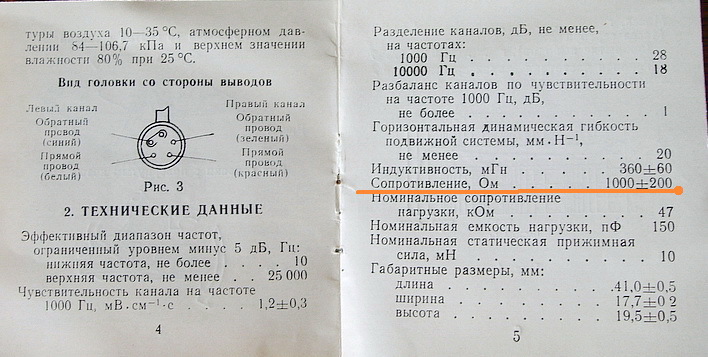 туры воздуха 10—35 °С, атмосферном дав-
лении 84—106,7 кПа и верхнем значении
влажности 80% при 25 °С.
Вид головки со стороны выводов
Левый канал
Обратный
провод
(синий)
Прямой
провод
(белый)
Правый канал
Обратный
провод
(зеленый)
Прямой
провод
(красный)
Рис. 3
2. ТЕХНИЧЕСКИЕ ДАННЫЕ
Эффективный диапазон частот,
ограниченный уровнем минус 5 дБ, Гц:
нижняя частота, не более . . . . 10
верхняя частота, не менее . . . 25 000
Чувствительность канала на частоте
1000 Гц, мВ·см⁻¹·с . . . . 1,2±0,3
4
Разделение каналов, дБ, не менее,
на частотах:
1000 Гц . . . . . . . . 28
10000 Гц . . . . . . . . 18
Разбаланс каналов по чувствительности
на частоте 1000 Гц, дБ,
не более . . . . . . . . 1
Горизонтальная динамическая гибкость
подвижной системы, мм·Н⁻¹,
не менее . . . . . . . . 20
Индуктивность, мГн . . . . 360±60
Сопротивление, Ом . . . . 1000±200
Номинальное сопротивление
нагрузки, кОм . . . . . . 47
Номинальная емкость нагрузки, пФ 150
Номинальная статическая прижимная
сила, мН . . . . . . . . 10
Габаритные размеры, мм:
длина . . . . . . . . 41,0±0,5
ширина . . . . . . . . 17,7±0 2
высота . . . . . . . . 19,5±0,5
5